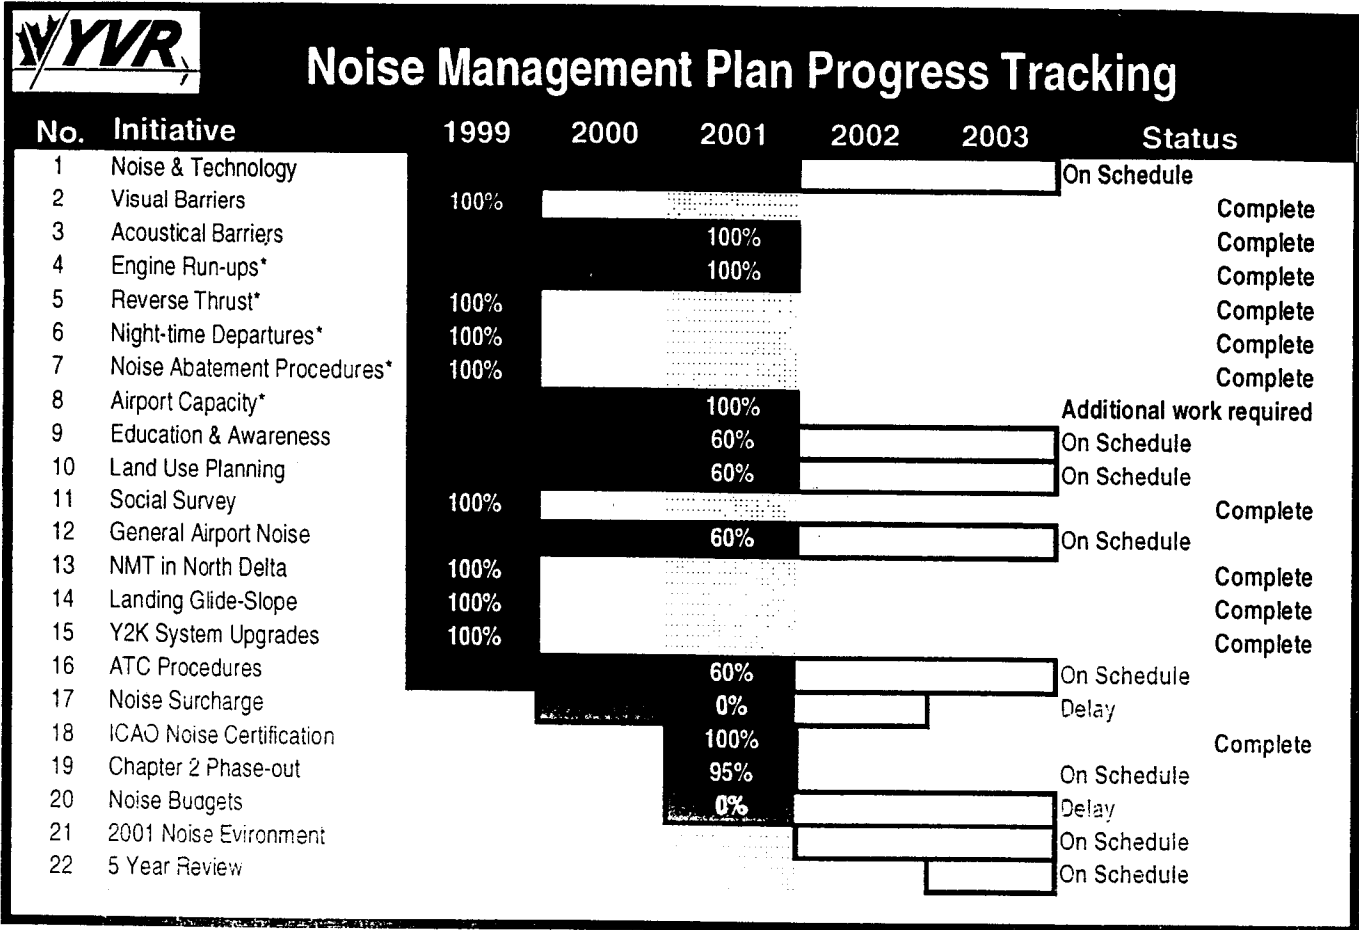 YVR
Noise Management Plan Progress Tracking
No. Initiative 1999 2000 2001 2002 2003 Status
1 Noise & Technology On Schedule
2 Visual Barriers 100% Complete
3 Acoustical Barriers 100% Complete
4 Engine Run-ups* 100% Complete
5 Reverse Thrust* 100% Complete
6 Night-time Departures* 100% Complete
7 Noise Abatement Procedures* 100% Complete
8 Airport Capacity* 100% Additional work required
9 Education & Awareness 60% On Schedule
10 Land Use Planning 60% On Schedule
11 Social Survey 100% Complete
12 General Airport Noise 60% On Schedule
13 NMT in North Delta 100% Complete
14 Landing Glide-Slope 100% Complete
15 Y2K System Upgrades 100% Complete
16 ATC Procedures 60% On Schedule
17 Noise Surcharge 0% Delay
18 ICAO Noise Certification 100% Complete
19 Chapter 2 Phase-out 95% On Schedule
20 Noise Budgets 0% Delay
21 2001 Noise Evironment On Schedule
22 5 Year Review On Schedule